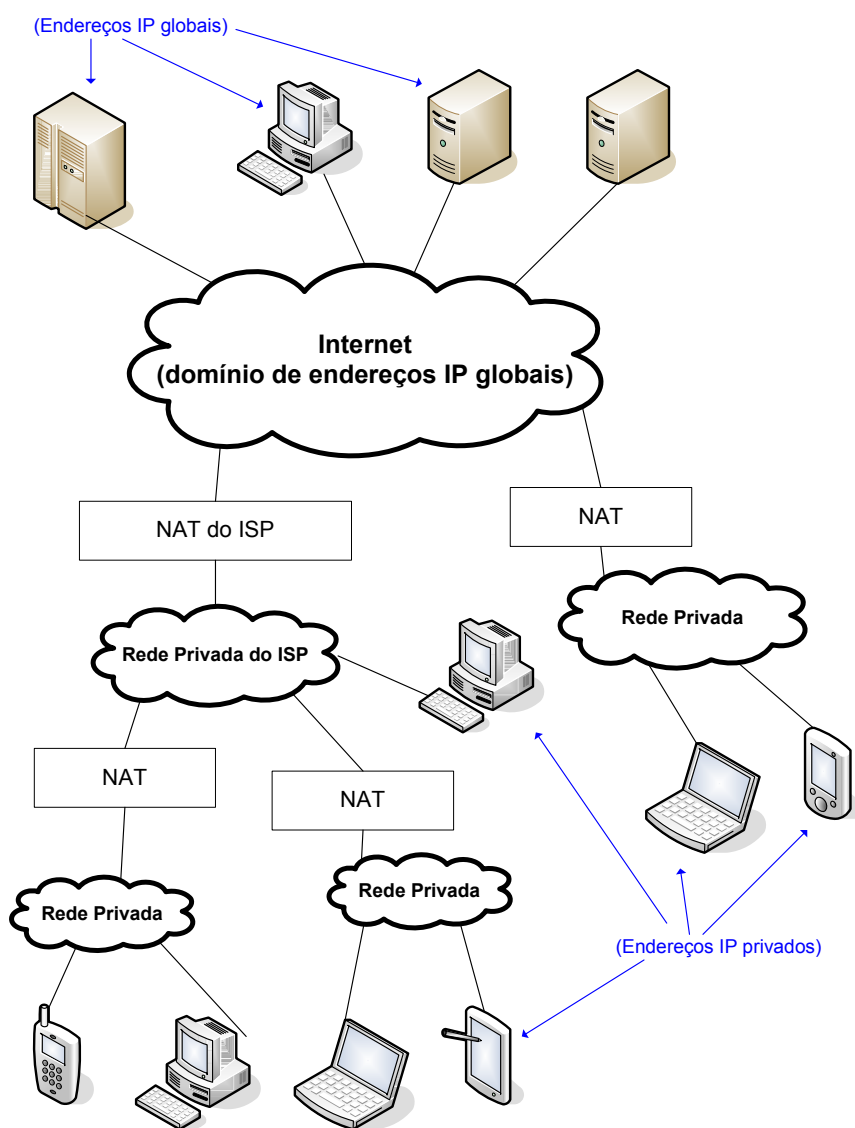 (Endereços IP globais)
Internet
(domínio de endereços IP globais)
NAT do ISP
NAT
Rede Privada
Rede Privada do ISP
NAT
NAT
Rede Privada
Rede Privada
(Endereços IP privados)